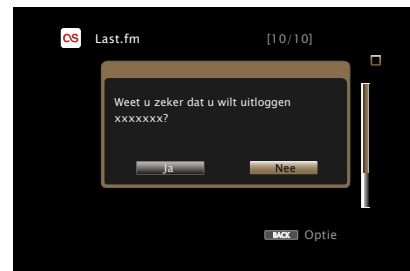 Last.fm [10/10]
Weet u zeker dat u wilt uitloggen
xxxxxxx?
Ja Nee
BACK Optie